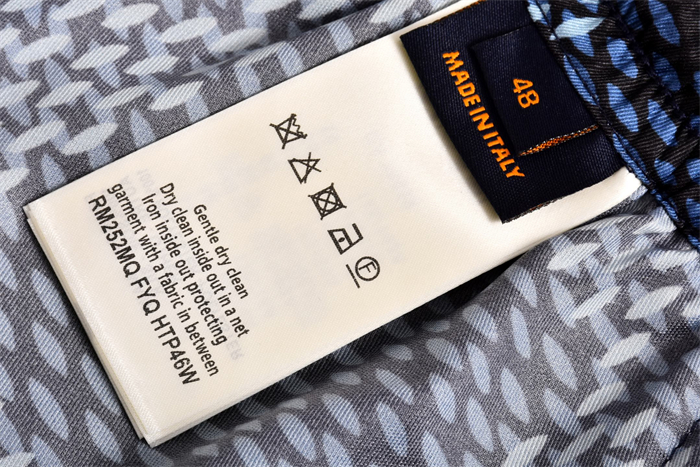 MADE IN ITALY
48
F
Gentle dry clean
Dry clean inside out in a net
Iron inside out protecting
garment with a fabric in between
RM252MQ FYQ HTP46W